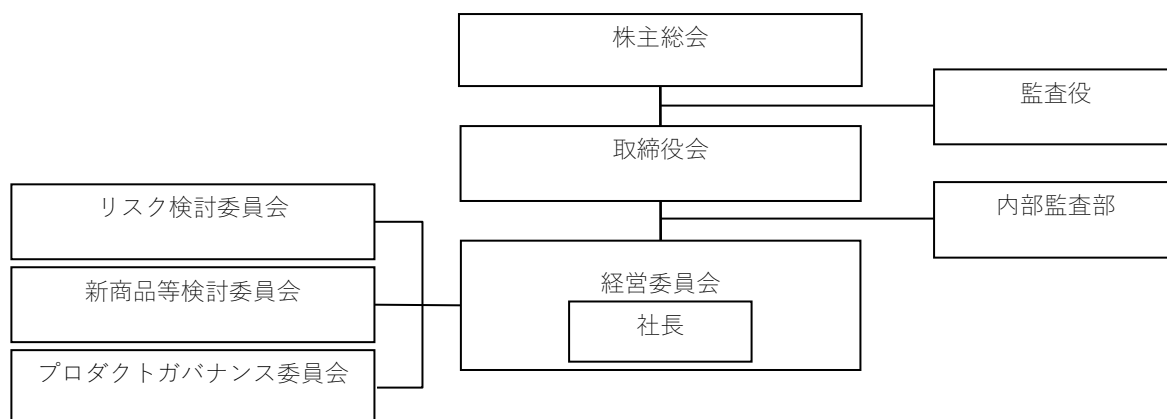 株主総会
監査役
取締役会
リスク検討委員会
内部監査部
新商品等検討委員会
経営委員会
社長
プロダクトガバナンス委員会